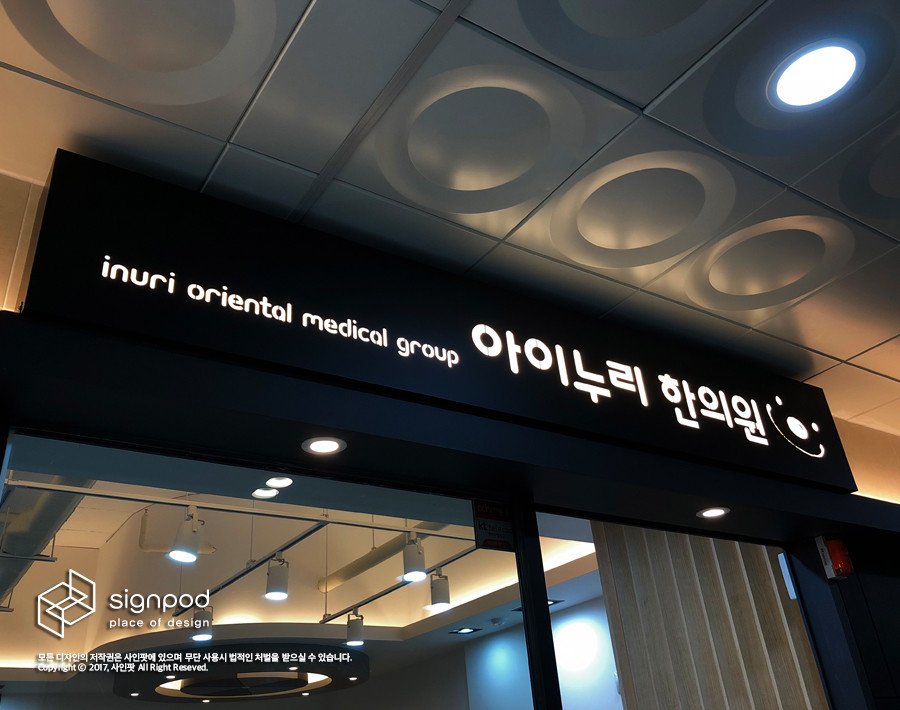 inuri oriental medical group 아이누리 한의원
signpod
place of design
모든 디자인의 저작권은 사인팟에 있으며 무단 사용시 법적인 처벌을 받으실 수 있습니다.
Copyright ⓒ 2017, 사인팟 All Right Reseved.